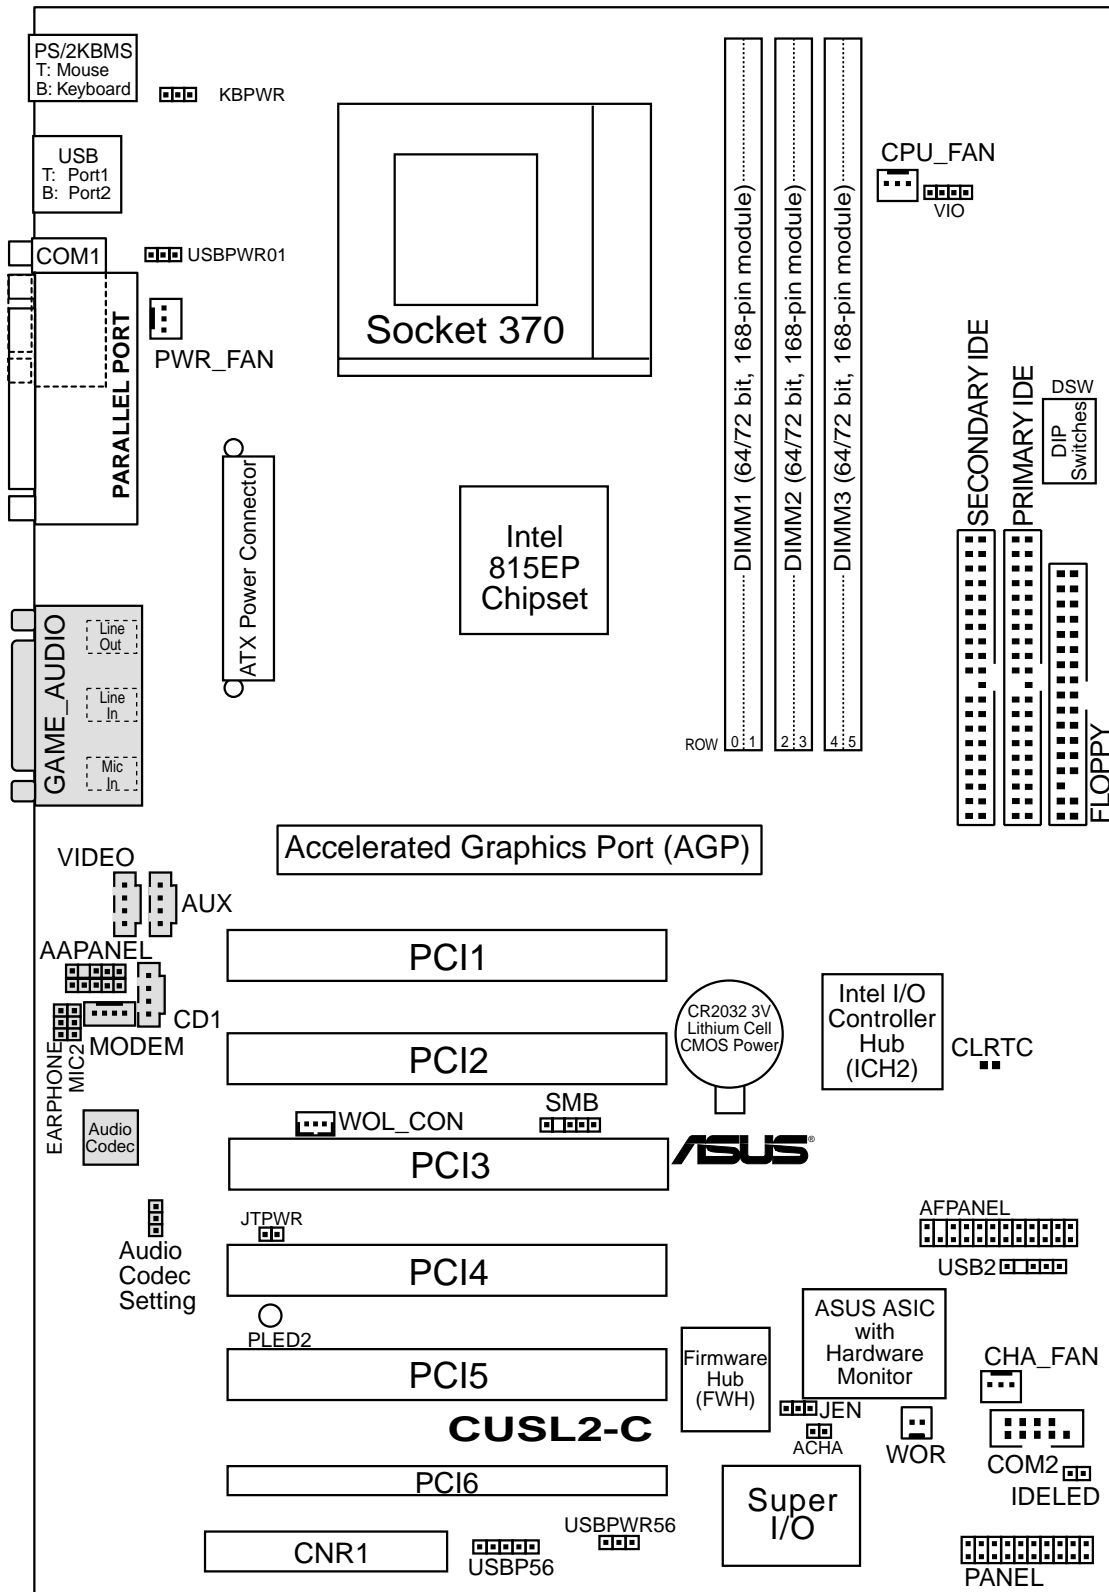 PS/2KBMS
T: Mouse
B: Keyboard
KBPWR
USB
T: Port1
B: Port2
CPU_FAN
VIO
COM1
USBPWR01
PARALLEL PORT
PWR_FAN
Socket 370
DIMM1 (64/72 bit, 168-pin module)
DIMM2 (64/72 bit, 168-pin module)
DIMM3 (64/72 bit, 168-pin module)
SECONDARY IDE
PRIMARY IDE
DSW
DIP
Switches
ATX Power Connector
Intel
815EP
Chipset
GAME_AUDIO
Line
Out
Line
In
Mic
In
ROW 0 1 2 3 4 5
FLOPPY
Accelerated Graphics Port (AGP)
VIDEO
AUX
AAPANEL
CD1
MODEM
EARPHONE
MIC2
PCI1
CR2032 3V
Lithium Cell
CMOS Power
Intel I/O
Controller
Hub
(ICH2)
CLRTC
PCI2
Audio
Codec
WOL_CON
SMB
ASUS®
PCI3
JTPWR
Audio
Codec
Setting
PCI4
AFPANEL
USB2
PLED2
PCI5
Firmware
Hub
(FWH)
ASUS ASIC
with
Hardware
Monitor
CHA_FAN
JEN
ACHA
WOR
COM2
IDELED
CUSL2-C
PCI6
Super
I/O
CNR1
USBP56
USBPWR56
PANEL